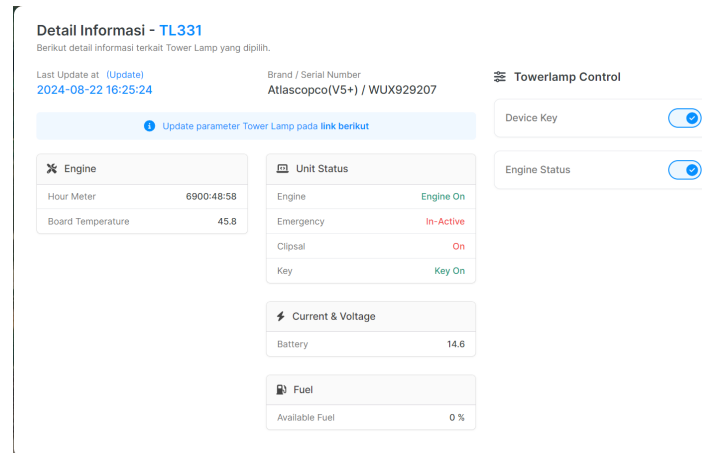 Detail Informasi - TL331
Berikut detail informasi terkait Tower Lamp yang dipilih.
Last Update at (Update)
2024-08-22 16:25:24
Brand / Serial Number
Atlascopco(V5+) / WUX929207
Update parameter Tower Lamp pada link berikut
Engine
Hour Meter 6900:48:58
Board Temperature 45.8
Unit Status
Engine Engine On
Emergency In-Active
Clipsal On
Key Key On
Current & Voltage
Battery 14.6
Fuel
Available Fuel 0 %
Towerlamp Control
Device Key
Engine Status